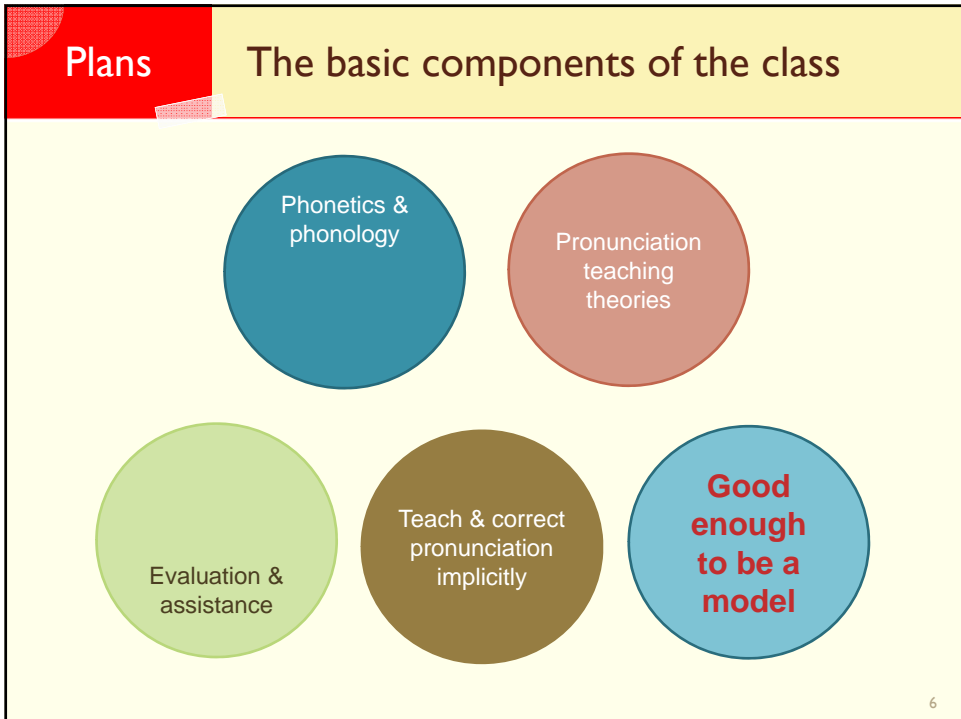 Plans
The basic components of the class
Phonetics &
phonology
Pronunciation
teaching
theories
Evaluation &
assistance
Teach & correct
pronunciation
implicitly
Good
enough
to be a
model
6